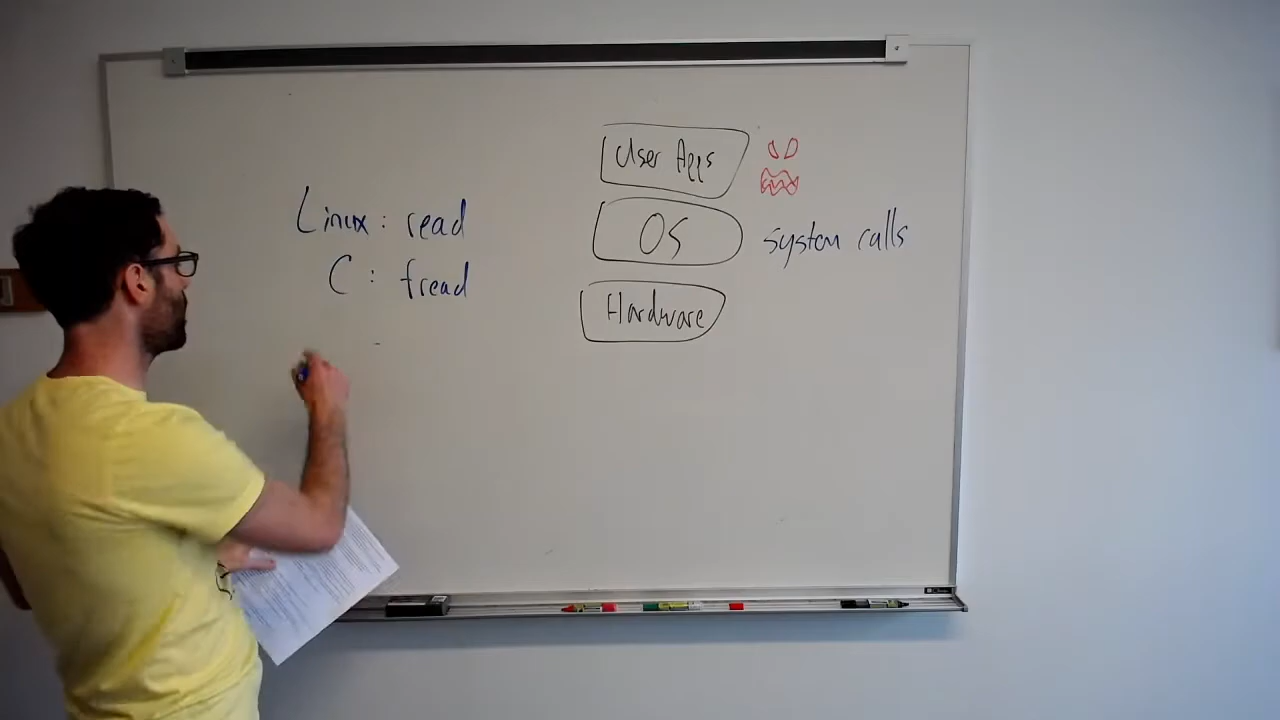 Linux: read
C: fread
User Apps
OS
system calls
Hardware